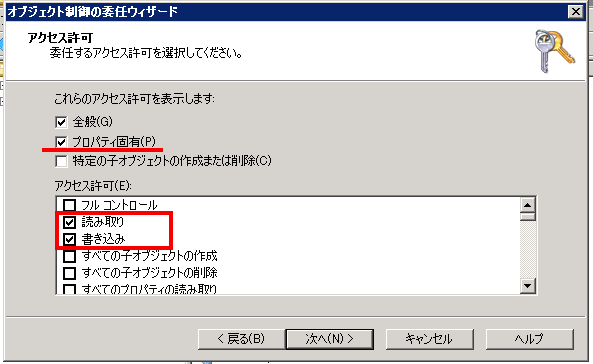 オブジェクト制御の委任ウィザード
アクセス許可
委任するアクセス許可を選択してください。
これらのアクセス許可を表示します:
全般(G)
プロパティ固有(P)
特定の子オブジェクトの作成または削除(C)
アクセス許可(E):
フル コントロール
読み取り
書き込み
すべての子オブジェクトの作成
すべての子オブジェクトの削除
すべてのプロパティの読み取り
< 戻る(B)
次へ(N) >
キャンセル
ヘルプ